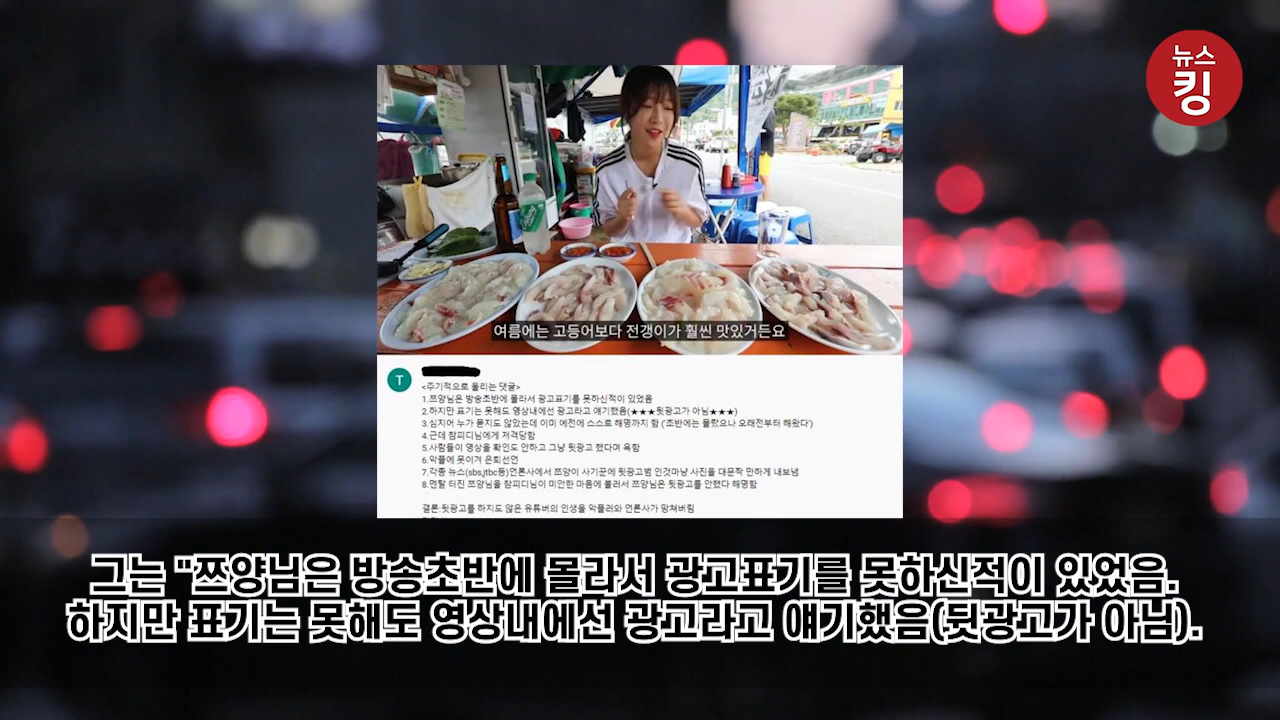 뉴스
킹
여름에는 고등어보다 전갱이가 훨씬 맛있거든요
T
<주기적으로 올리는 댓글>
1.쯔양님은 방송초반에 몰라서 광고표기를 못하신적이 있었음
2.하지만 표기는 못해도 영상내에선 광고라고 얘기했음(★★★뒷광고가 아님★★★)
3.심지어 누가 묻지도 않았는데 이미 예전에 스스로 해명까지 함 ('초반에는 몰랐으나 오래전부터 해왔다')
4.근데 참피디님에게 저격당함
5.사람들이 영상을 확인도 안하고 그냥 뒷광고 했다며 욕함
6.악플에 못이겨 은퇴선언
7.각종 뉴스(sbs,jtbc등)언론사에서 쯔양이 사기꾼에 뒷광고범 인것마냥 사진을 대문짝 만하게 내보냄
8.멘탈 터진 쯔양님을 참피디님이 미안한 마음에 불러서 쯔양님은 뒷광고를 안했다 해명함
결론:뒷광고를 하지도 않은 유튜버의 인생을 악플러와 언론사가 망쳐버림
그는 "쯔양님은 방송초반에 몰라서 광고표기를 못하신적이 있었음.
하지만 표기는 못해도 영상내에선 광고라고 얘기했음(뒷광고가 아님).